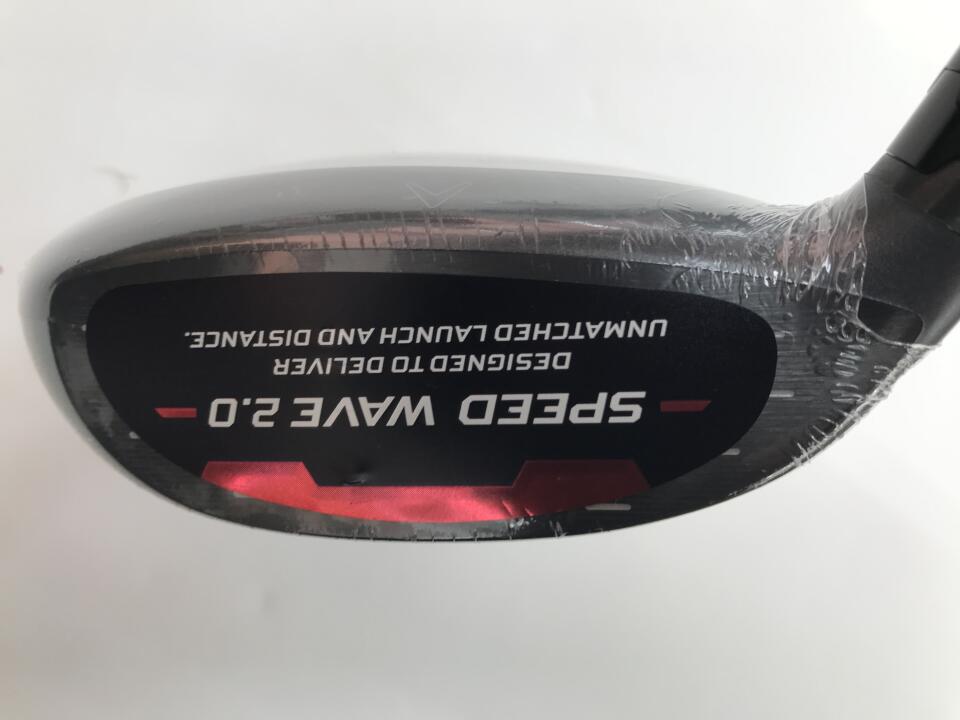 SPEED WAVE 2.0
DESIGNED TO DELIVER
UNMATCHED LAUNCH AND DISTANCE.